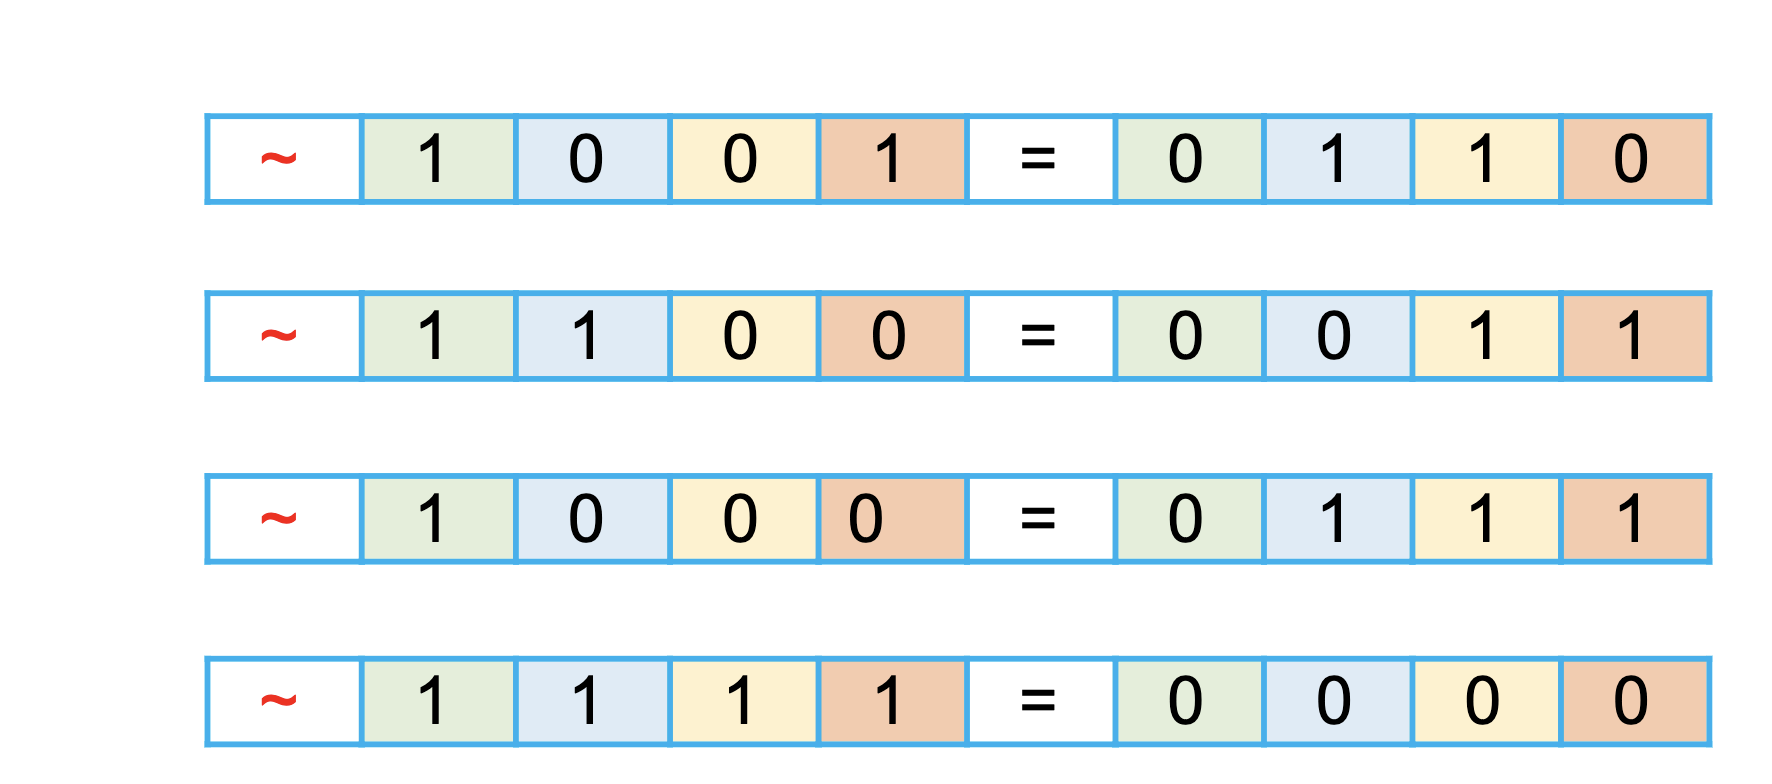 ~ 1 0 0 1 = 0 1 1 0
~ 1 1 0 0 = 0 0 1 1
~ 1 0 0 0 = 0 1 1 1
~ 1 1 1 1 = 0 0 0 0